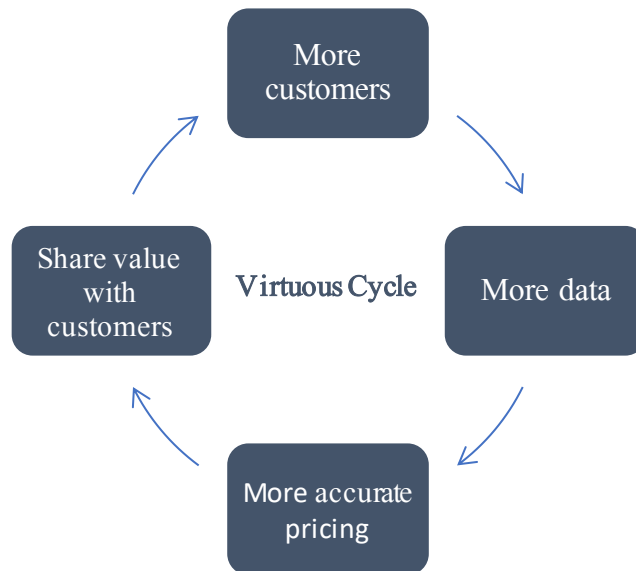 More
customers
Share value
with
customers
Virtuous Cycle
More data
More accurate
pricing